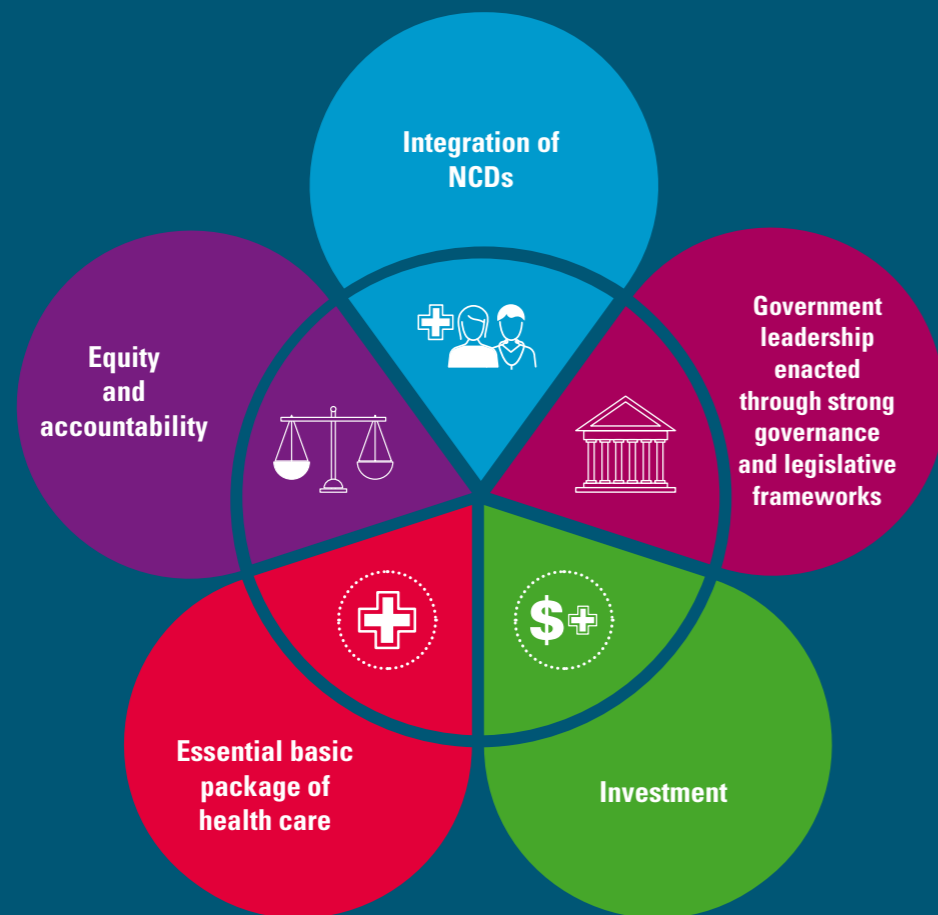 Integration of
NCDs
Government
leadership
enacted
through strong
governance
and legislative
frameworks
Equity
and
accountability
$
Essential basic
package of
health care
Investment